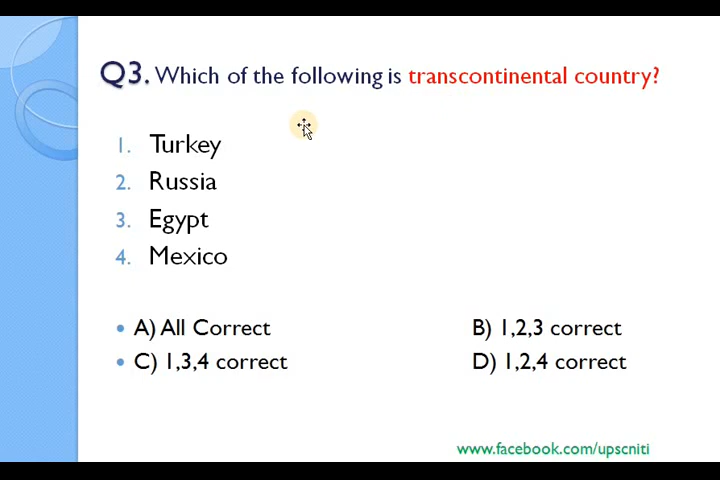 Q3. Which of the following is transcontinental country?
1. Turkey
2. Russia
3. Egypt
4. Mexico
A) All Correct B) 1,2,3 correct
C) 1,3,4 correct D) 1,2,4 correct
www.facebook.com/upscniti